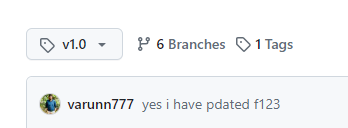 v1.0 6 Branches 1 Tags
varunn777 yes i have pdated f123